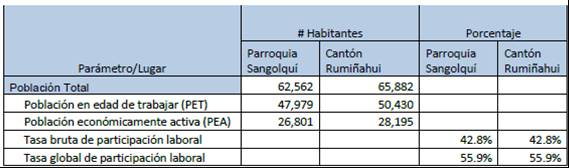 # Habitantes Porcentaje
Parámetro/Lugar Parroquia Sangolquí Cantón Rumiñahui Parroquia Sangolquí Cantón Rumiñahui
Población Total 62,562 65,882
Población en edad de trabajar (PET) 47,979 50,430
Población económicamente activa (PEA) 26,801 28,195
Tasa bruta de participación laboral 42.8% 42.8%
Tasa global de participación laboral 55.9% 55.9%